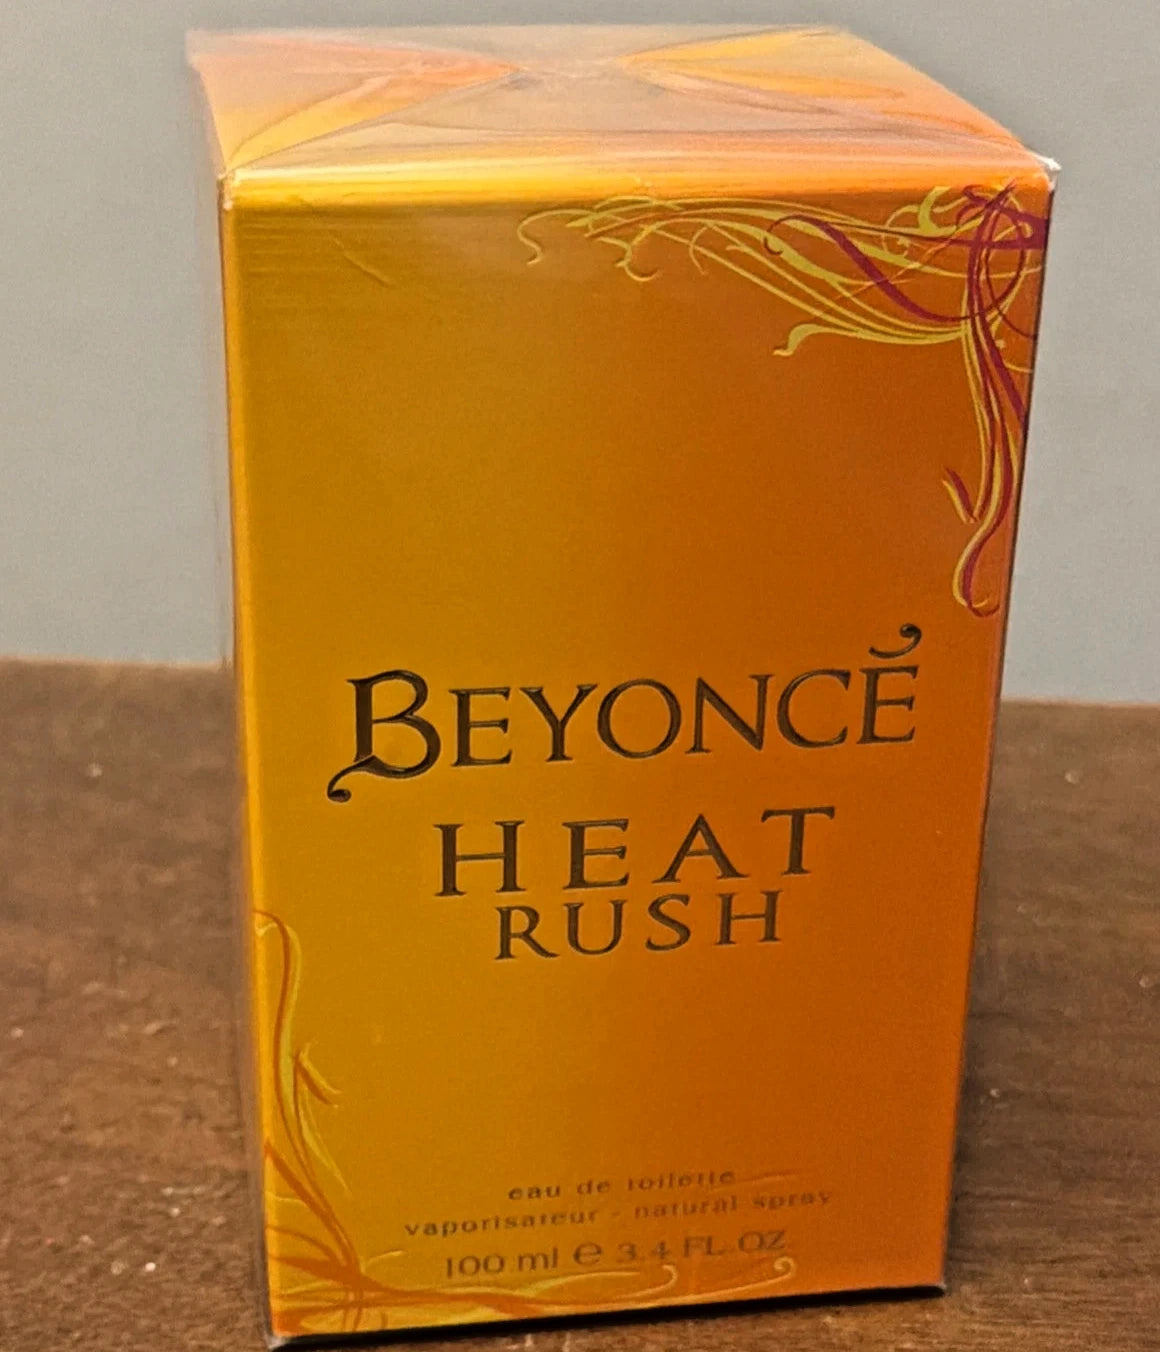 BEYONCÉ
HEAT
RUSH
eau de toilette
vaporisateur - natural spray
100 ml e 3.4 FL.OZ